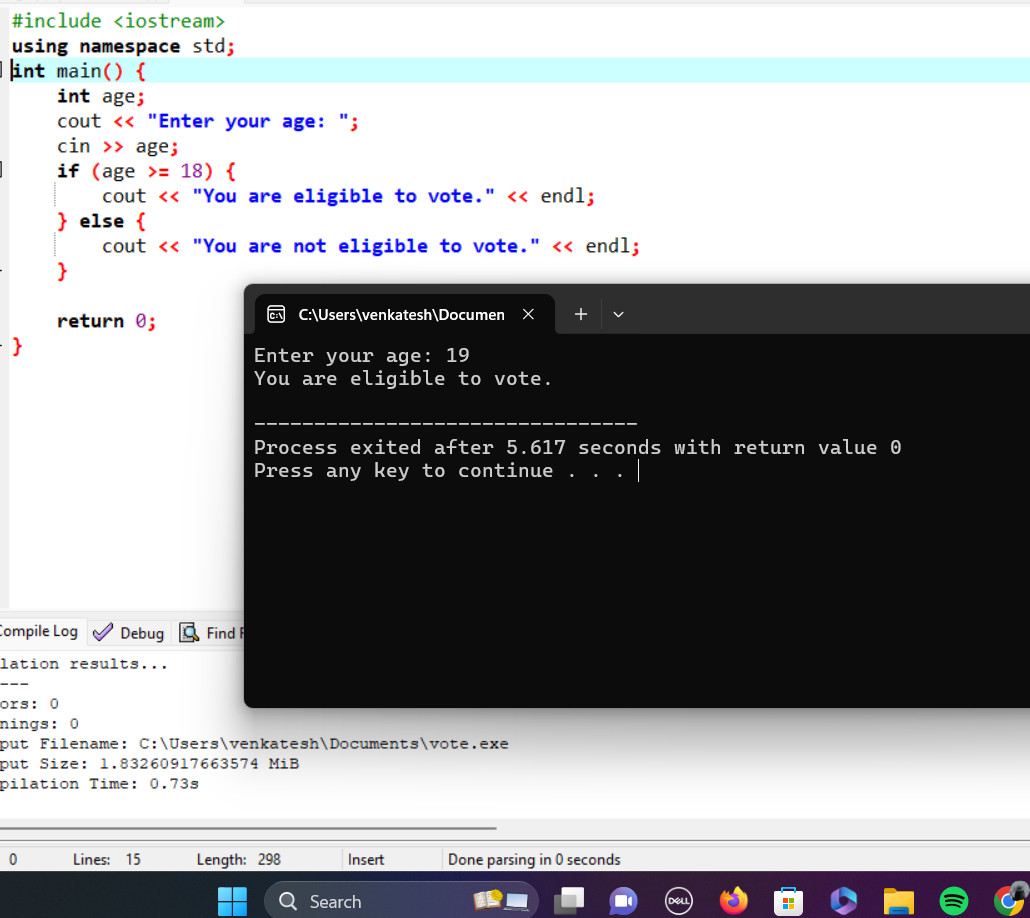 #include <iostream>
using namespace std;
int main() {
    int age;
    cout << "Enter your age: ";
    cin >> age;
    if (age >= 18) {
        cout << "You are eligible to vote." << endl;
    } else {
        cout << "You are not eligible to vote." << endl;
    }
    return 0;
}
C:\Users\venkatesh\Documen
Enter your age: 19
You are eligible to vote.
--------------------------------
Process exited after 5.617 seconds with return value 0
Press any key to continue . . .
Compile Log Debug Find
lation results...
---
ors: 0
nings: 0
put Filename: C:\Users\venkatesh\Documents\vote.exe
put Size: 1.83260917663574 MiB
pilation Time: 0.73s
0 Lines: 15 Length: 298 Insert Done parsing in 0 seconds
Search
DELL